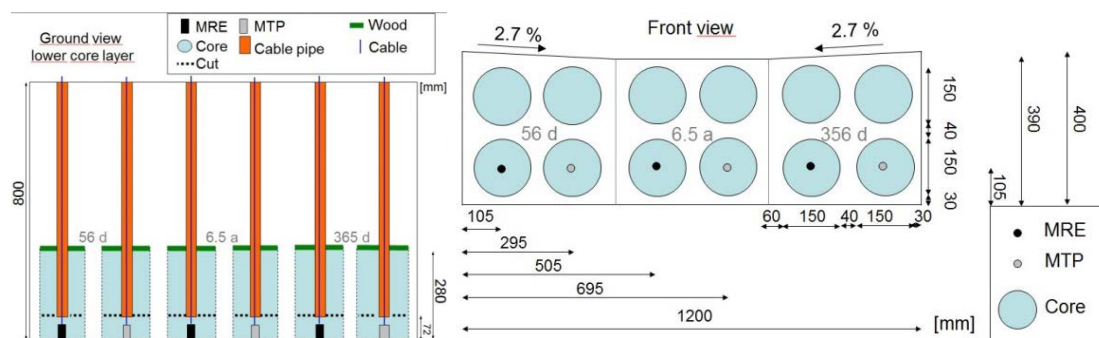 Ground view
lower core layer
MRE MTP Wood
Core Cable pipe Cable
Cut
[mm]
800
56 d 6.5 a 365 d
280
72
Front view
2.7 % 2.7 %
56 d 6.5 a 356 d
150
40
150
30
390
400
105
105
60 150 40 150 30
295
505
695
1200 [mm]
MRE
MTP
Core